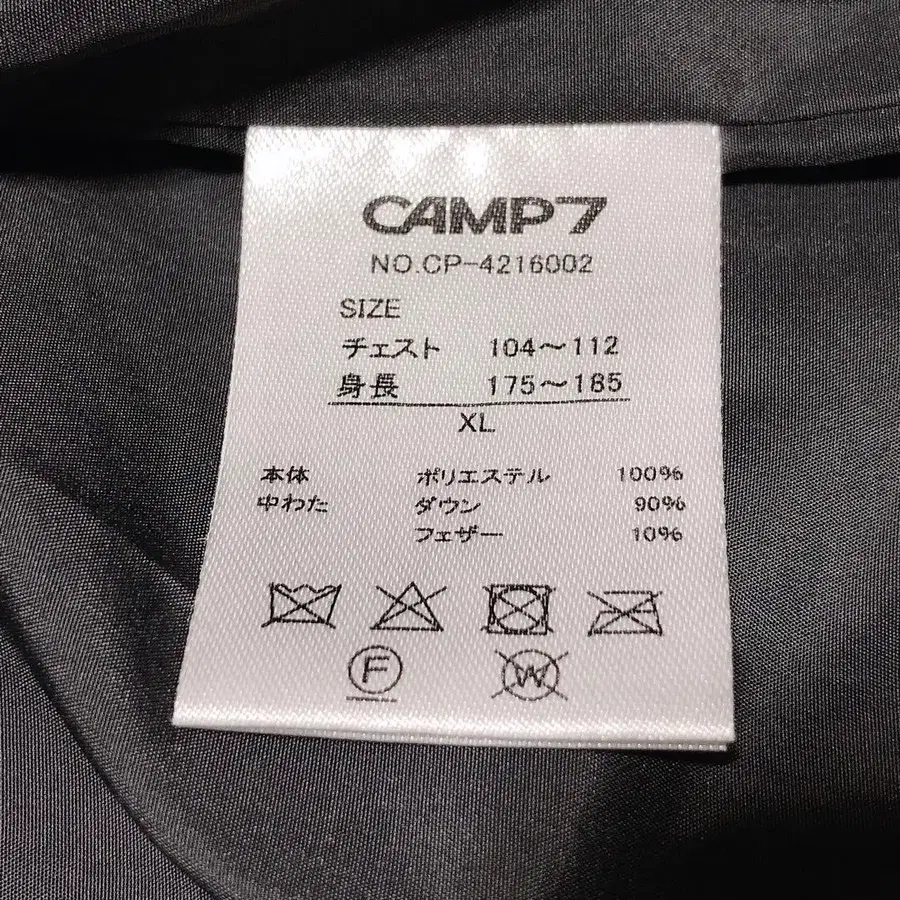 CAMP7
NO.CP-4216002
SIZE
チェスト 104〜112
身長 175〜185
XL
本体 ポリエステル 100%
中わた ダウン 90%
フェザー 10%
F
W